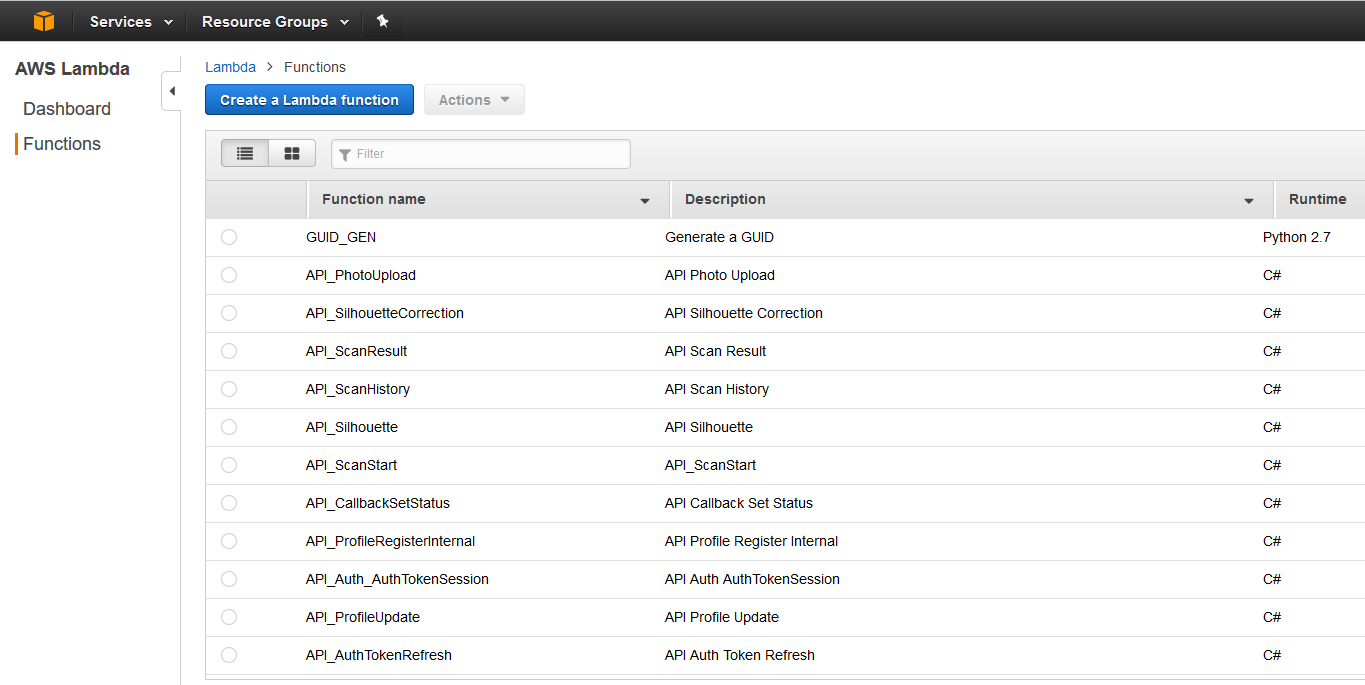 Services Resource Groups
AWS Lambda
Dashboard
Functions
Lambda > Functions
Create a Lambda function Actions
Filter
Function name Description Runtime
GUID_GEN Generate a GUID Python 2.7
API_PhotoUpload API Photo Upload C#
API_SilhouetteCorrection API Silhouette Correction C#
API_ScanResult API Scan Result C#
API_ScanHistory API Scan History C#
API_Silhouette API Silhouette C#
API_ScanStart API_ScanStart C#
API_CallbackSetStatus API Callback Set Status C#
API_ProfileRegisterInternal API Profile Register Internal C#
API_Auth_AuthTokenSession API Auth AuthTokenSession C#
API_ProfileUpdate API Profile Update C#
API_AuthTokenRefresh API Auth Token Refresh C#